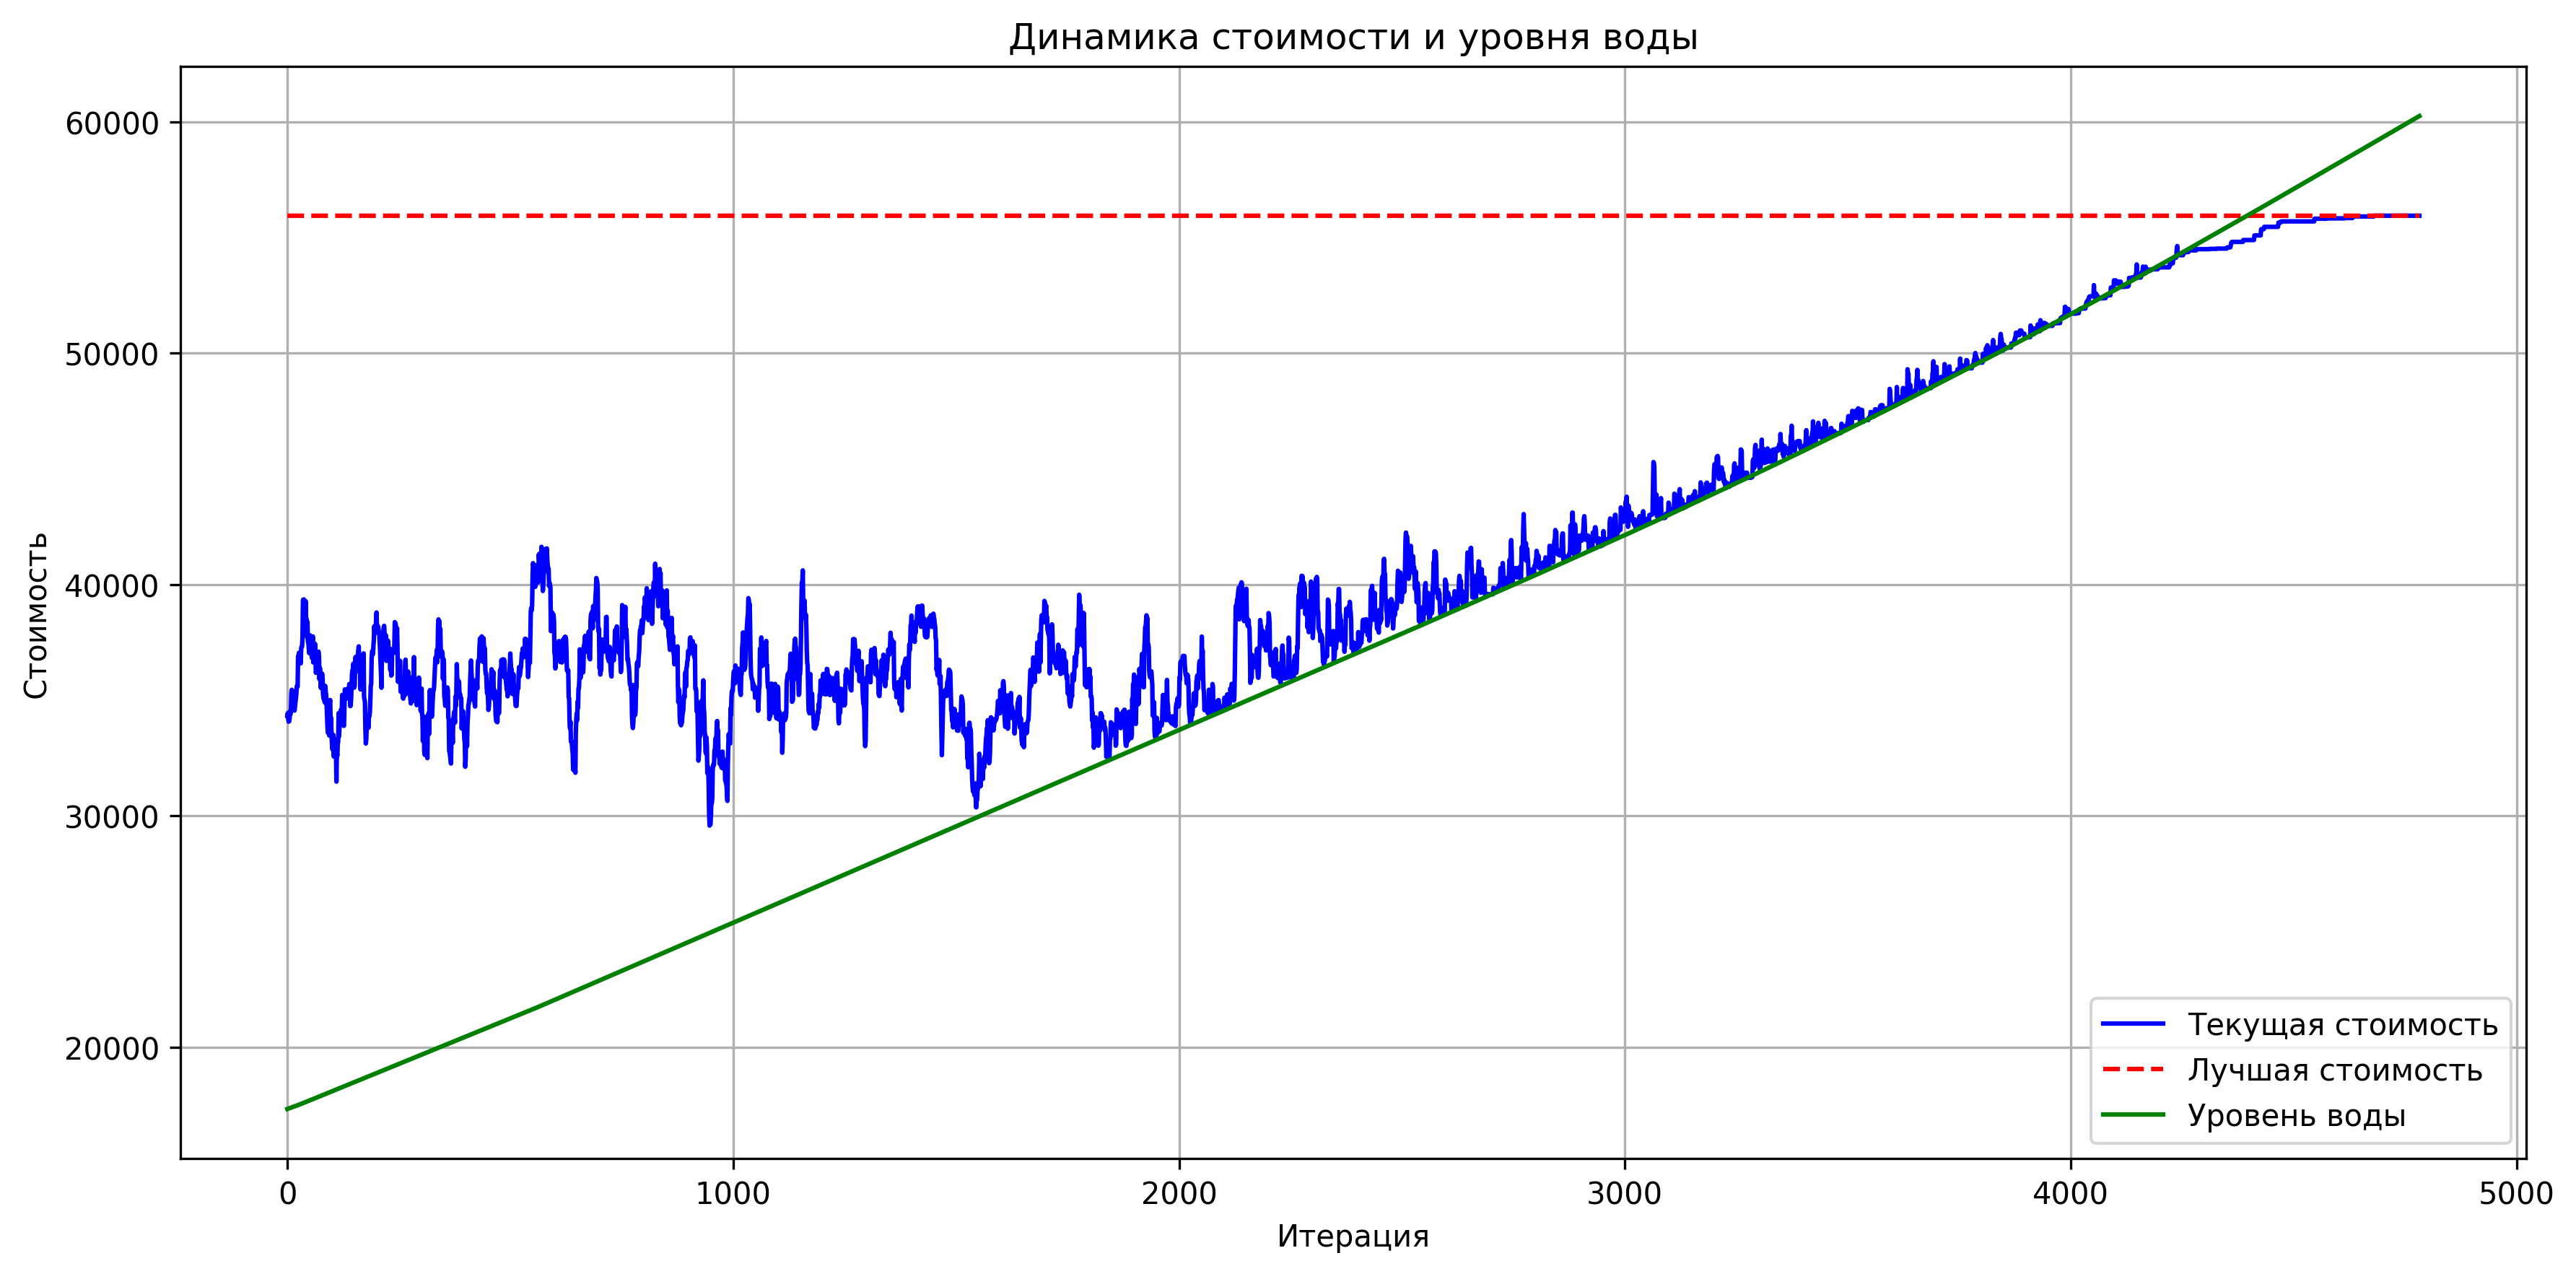 Динамика стоимости и уровня воды
60000
50000
40000
30000
20000
Стоимость
0 1000 2000 3000 4000 5000
Итерация
Текущая стоимость
Лучшая стоимость
Уровень воды